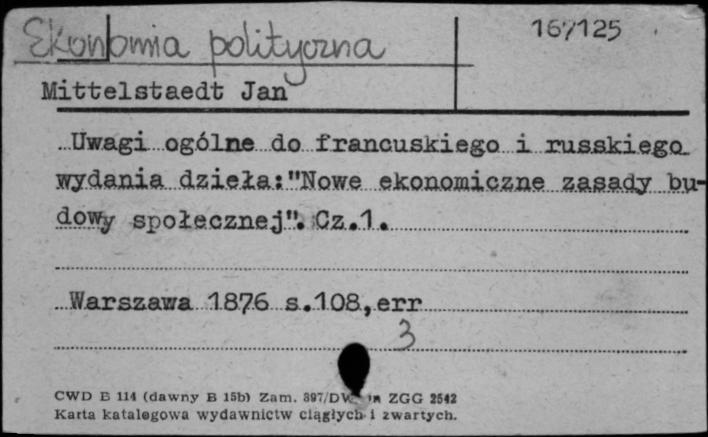 Ekonomia polityczna
167125
Mittelstaedt Jan
Uwagi ogólne do francuskiego i russkiego
wydania dzieła:"Nowe ekonomiczne zasady bu-
dowy społecznej". Cz.1.
Warszawa 1876 s.108,err
3
CWD B 114 (dawny B 15b) Zam. 397/DW ZGG 2542
Karta katalogowa wydawnictw ciągłych i zwartych.